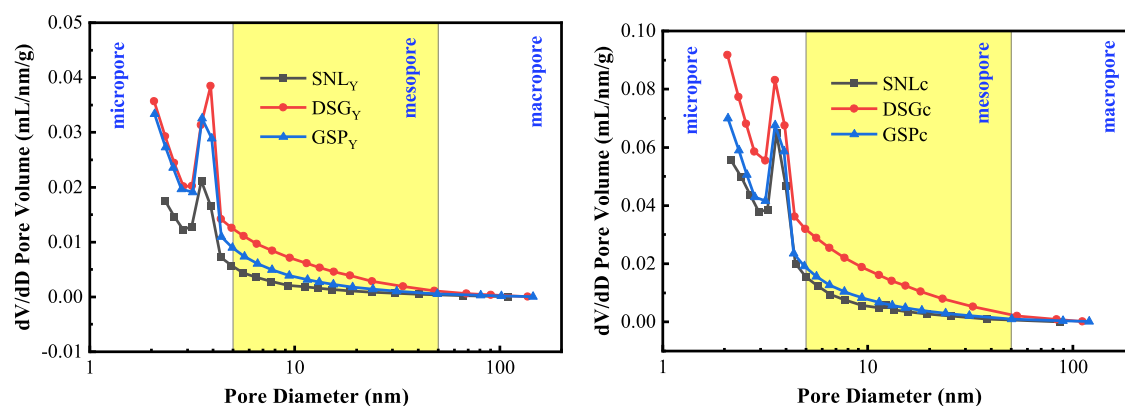 dV/dD Pore Volume (mL/nm/g)
0.05
0.04
0.03
0.02
0.01
0.00
-0.01
micropore
mesopore
macropore
SNL_Y
DSG_Y
GSP_Y
1
10
100
Pore Diameter (nm)
dV/dD Pore Volume (mL/nm/g)
0.10
0.08
0.06
0.04
0.02
0.00
micropore
mesopore
macropore
SNLc
DSGc
GSPc
1
10
100
Pore Diameter (nm)